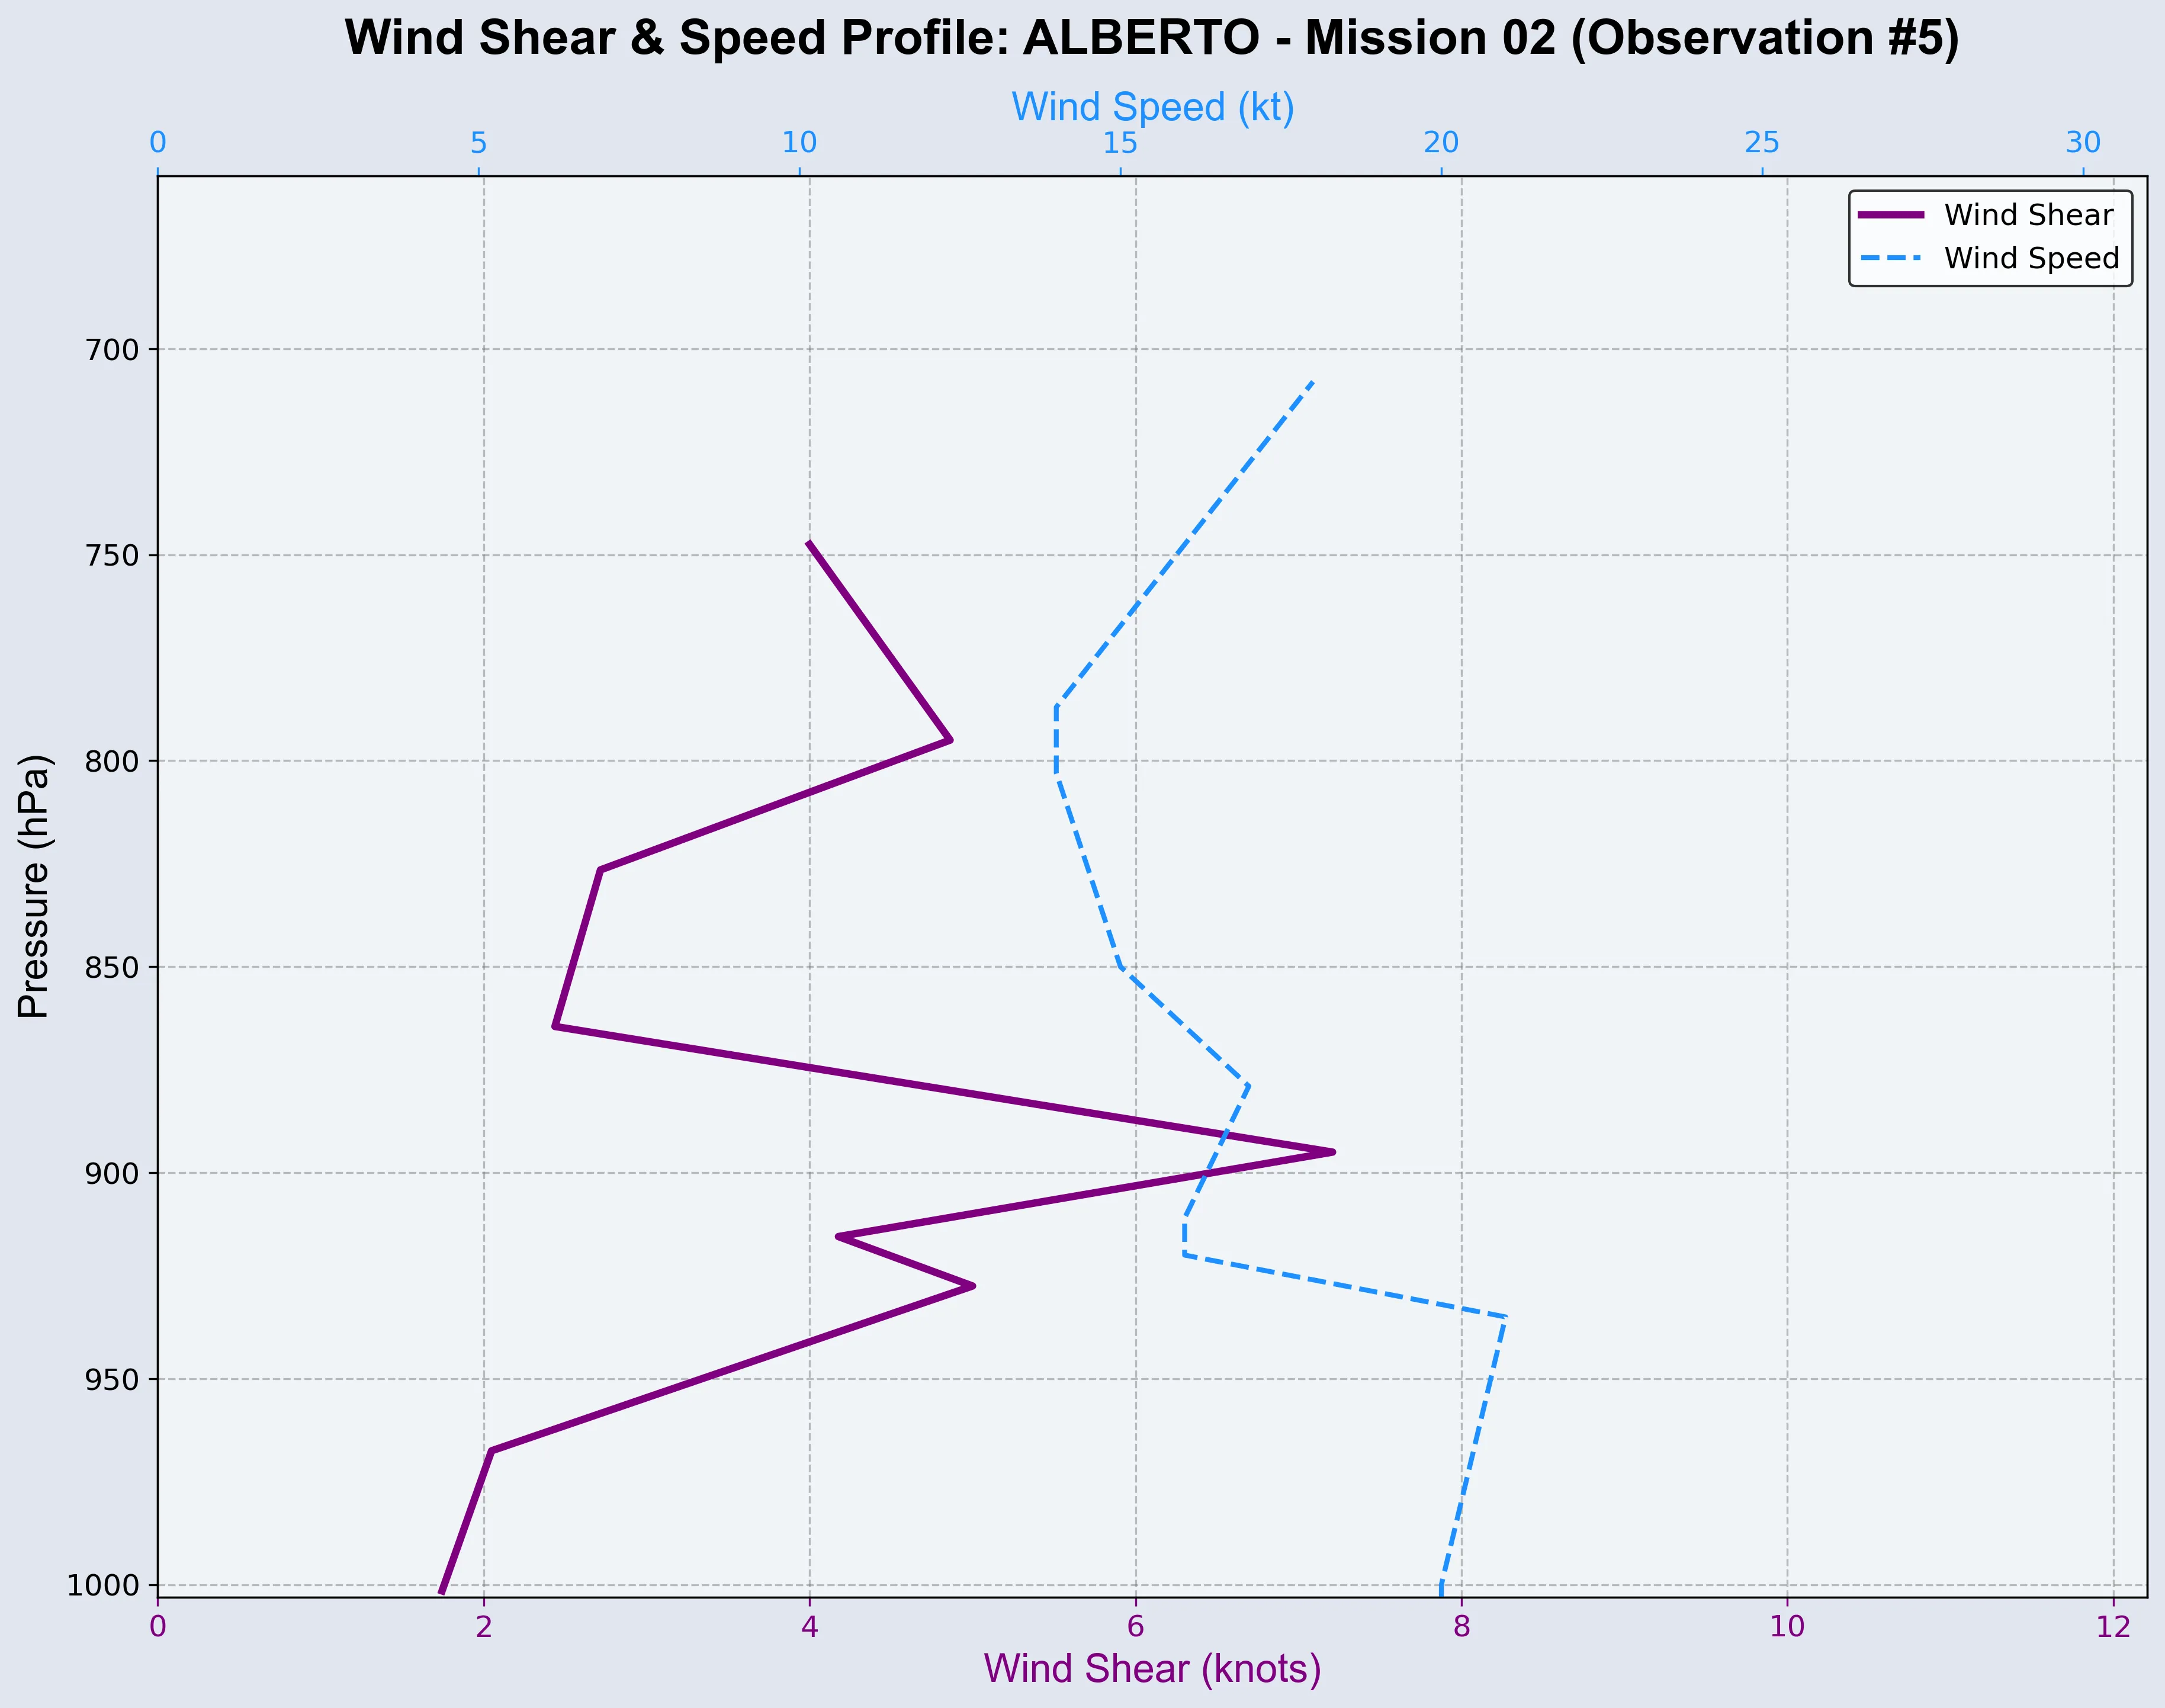 Wind Shear & Speed Profile: ALBERTO - Mission 02 (Observation #5)
Wind Speed (kt)
0 5 10 15 20 25 30
Wind Shear
Wind Speed
700
750
800
850
900
950
1000
Pressure (hPa)
0 2 4 6 8 10 12
Wind Shear (knots)